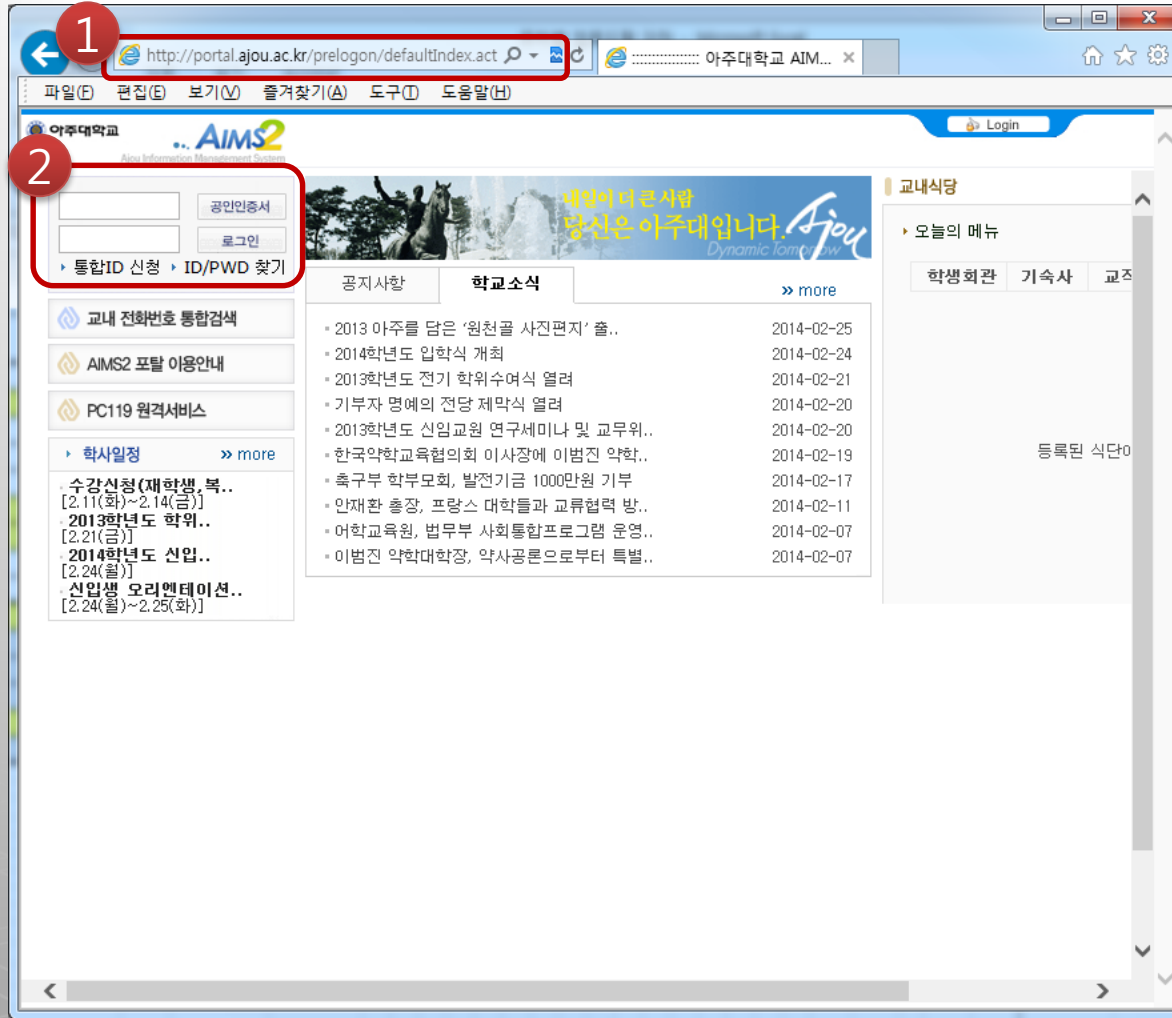 1
http://portal.ajou.ac.kr/prelogon/defaultIndex.act
:::::::::::::::: 아주대학교 AIM...
파일(F) 편집(E) 보기(V) 즐겨찾기(A) 도구(T) 도움말(H)
아주대학교
AIMS2
Ajou Information Management System
Login
2
공인인증서
로그인
통합ID 신청 ID/PWD 찾기
교내 전화번호 통합검색
AIMS2 포탈 이용안내
PC119 원격서비스
학사일정 » more
수강신청(재학생,복..
[2.11(화)~2.14(금)]
2013학년도 학위..
[2.21(금)]
2014학년도 신입..
[2.24(월)]
신입생 오리엔테이션..
[2.24(월)~2.25(화)]
내일이 더 큰 사람
당신은 아주대입니다.
Ajou
Dynamic Tomorrow
공지사항 학교소식 » more
2013 아주를 담은 '원천골 사진편지' 출.. 2014-02-25
2014학년도 입학식 개최 2014-02-24
2013학년도 전기 학위수여식 열려 2014-02-21
기부자 명예의 전당 제막식 열려 2014-02-20
2013학년도 신임교원 연구세미나 및 교무위.. 2014-02-20
한국약학교육협의회 이사장에 이범진 약학.. 2014-02-19
축구부 학부모회, 발전기금 1000만원 기부 2014-02-17
안재환 총장, 프랑스 대학들과 교류협력 방.. 2014-02-11
어학교육원, 법무부 사회통합프로그램 운영.. 2014-02-07
이범진 약학대학장, 약사공론으로부터 특별.. 2014-02-07
교내식당
오늘의 메뉴
학생회관 기숙사 교직
등록된 식단이